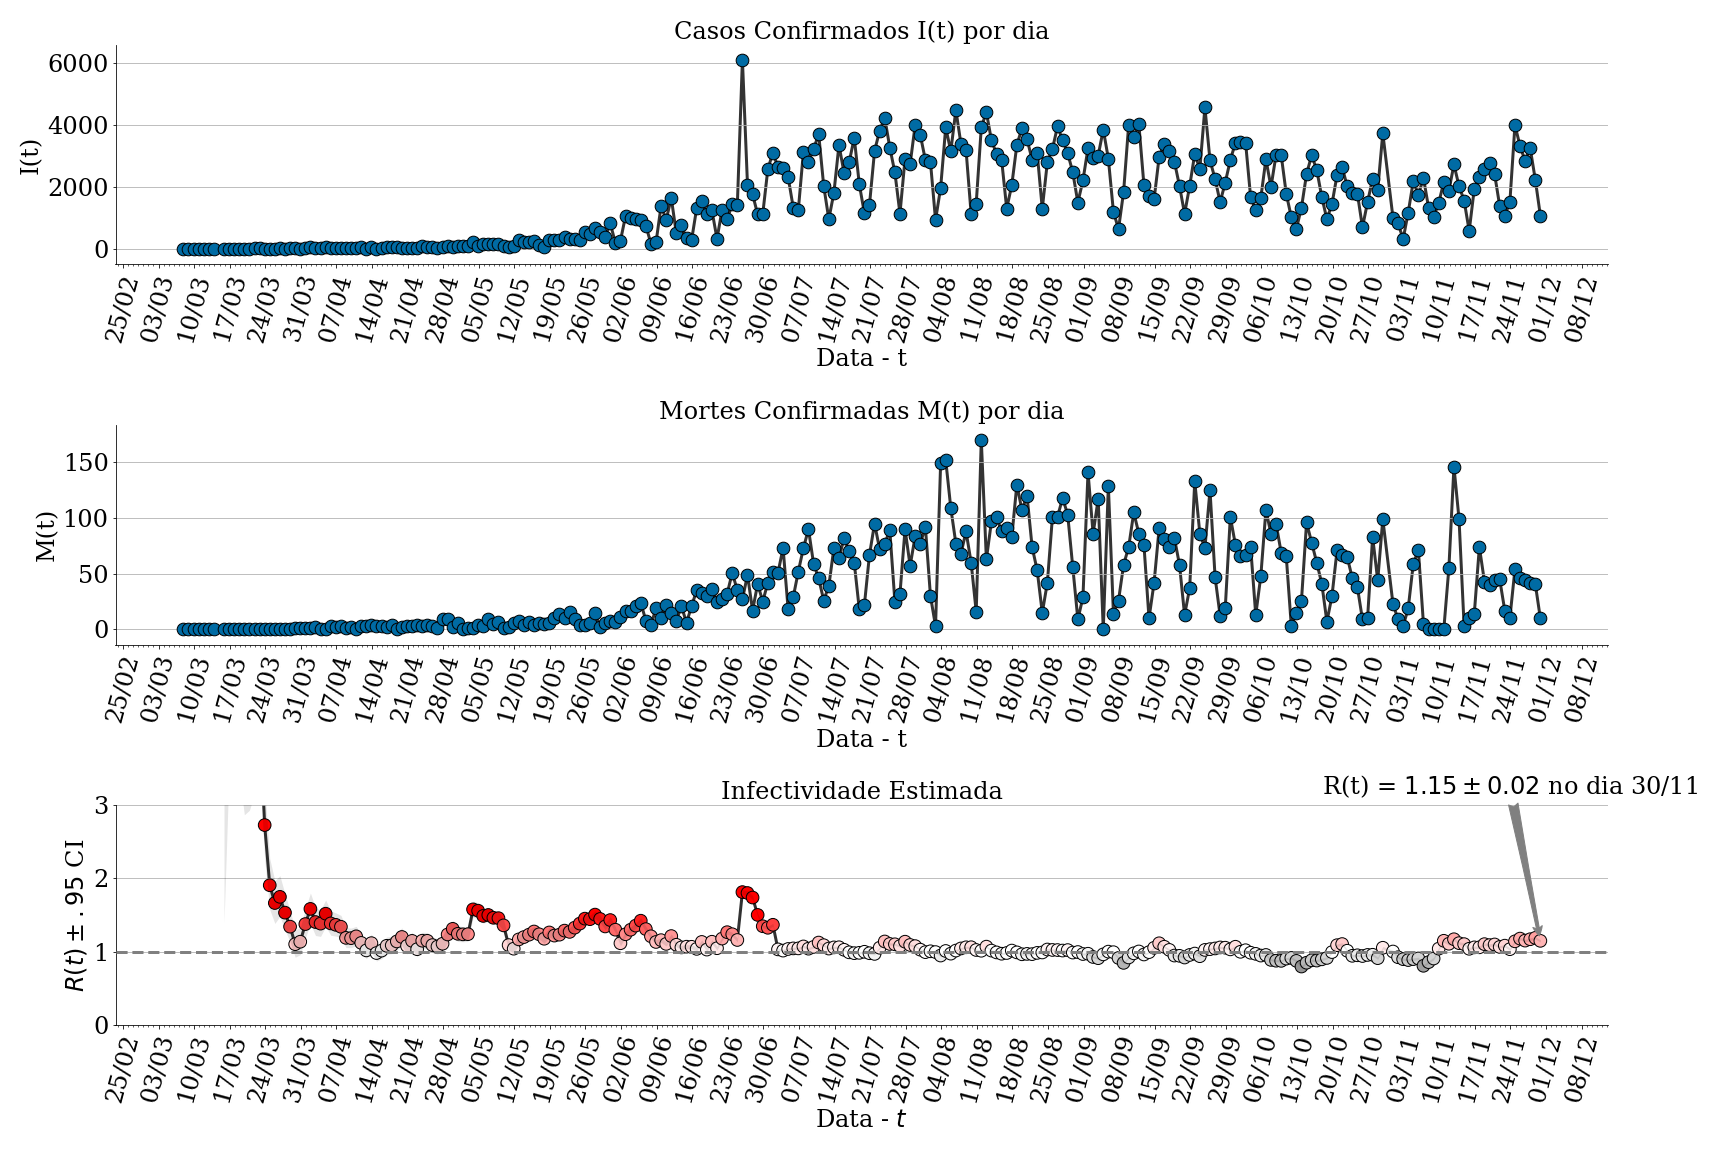 Casos Confirmados I(t) por dia
6000
4000
2000
0
I(t)
25/02 03/03 10/03 17/03 24/03 31/03 07/04 14/04 21/04 28/04 05/05 12/05 19/05 26/05 02/06 09/06 16/06 23/06 30/06 07/07 14/07 21/07 28/07 04/08 11/08 18/08 25/08 01/09 08/09 15/09 22/09 29/09 06/10 13/10 20/10 27/10 03/11 10/11 17/11 24/11 01/12 08/12
Data - t
Mortes Confirmadas M(t) por dia
150
100
50
0
M(t)
25/02 03/03 10/03 17/03 24/03 31/03 07/04 14/04 21/04 28/04 05/05 12/05 19/05 26/05 02/06 09/06 16/06 23/06 30/06 07/07 14/07 21/07 28/07 04/08 11/08 18/08 25/08 01/09 08/09 15/09 22/09 29/09 06/10 13/10 20/10 27/10 03/11 10/11 17/11 24/11 01/12 08/12
Data - t
Infectividade Estimada
R(t) = 1.15 ± 0.02 no dia 30/11
3
2
1
0
R(t) ± .95 CI
25/02 03/03 10/03 17/03 24/03 31/03 07/04 14/04 21/04 28/04 05/05 12/05 19/05 26/05 02/06 09/06 16/06 23/06 30/06 07/07 14/07 21/07 28/07 04/08 11/08 18/08 25/08 01/09 08/09 15/09 22/09 29/09 06/10 13/10 20/10 27/10 03/11 10/11 17/11 24/11 01/12 08/12
Data - t